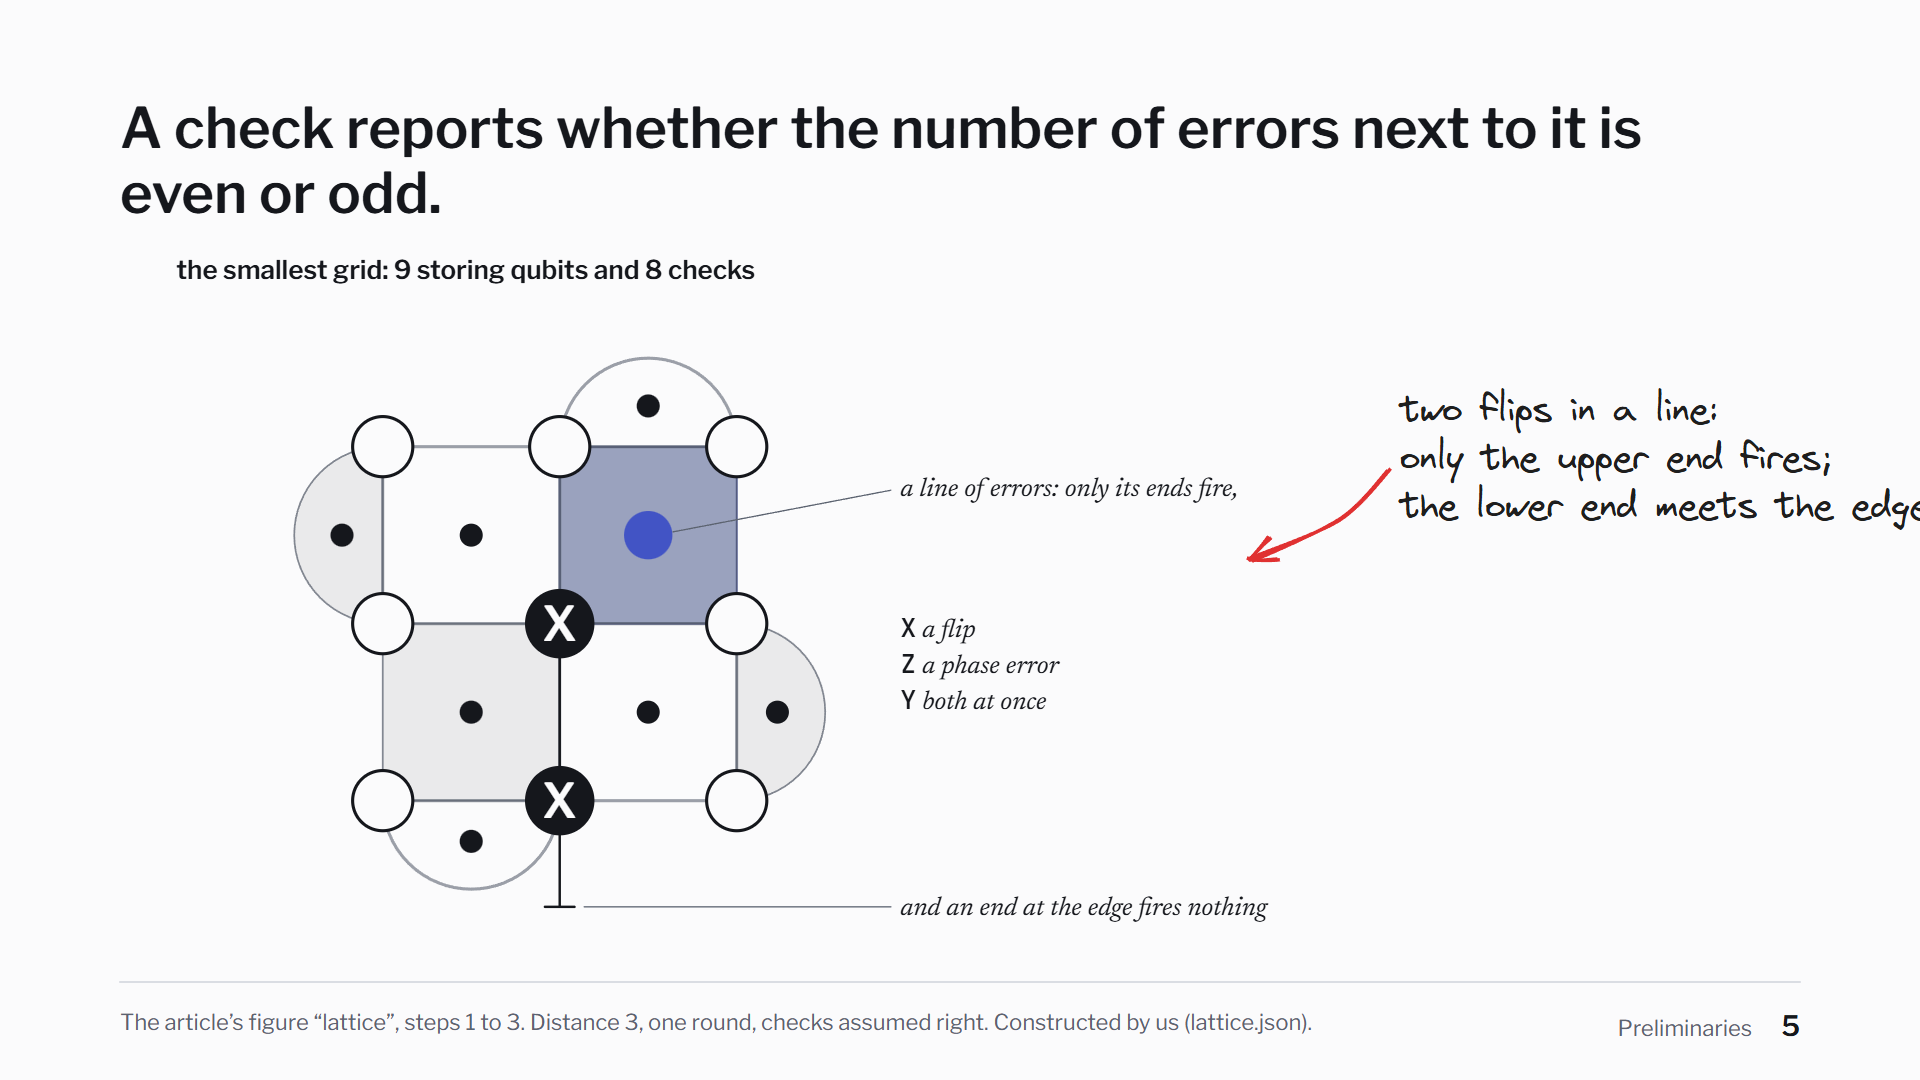 A check reports whether the number of errors next to it is
even or odd.
the smallest grid: 9 storing qubits and 8 checks
two flips in a line:
only the upper end fires;
the lower end meets the edge
a line of errors: only its ends fire,
X
X a flip
Z a phase error
Y both at once
X
and an end at the edge fires nothing
The article’s figure “lattice”, steps 1 to 3. Distance 3, one round, checks assumed right. Constructed by us (lattice.json).
Preliminaries 5